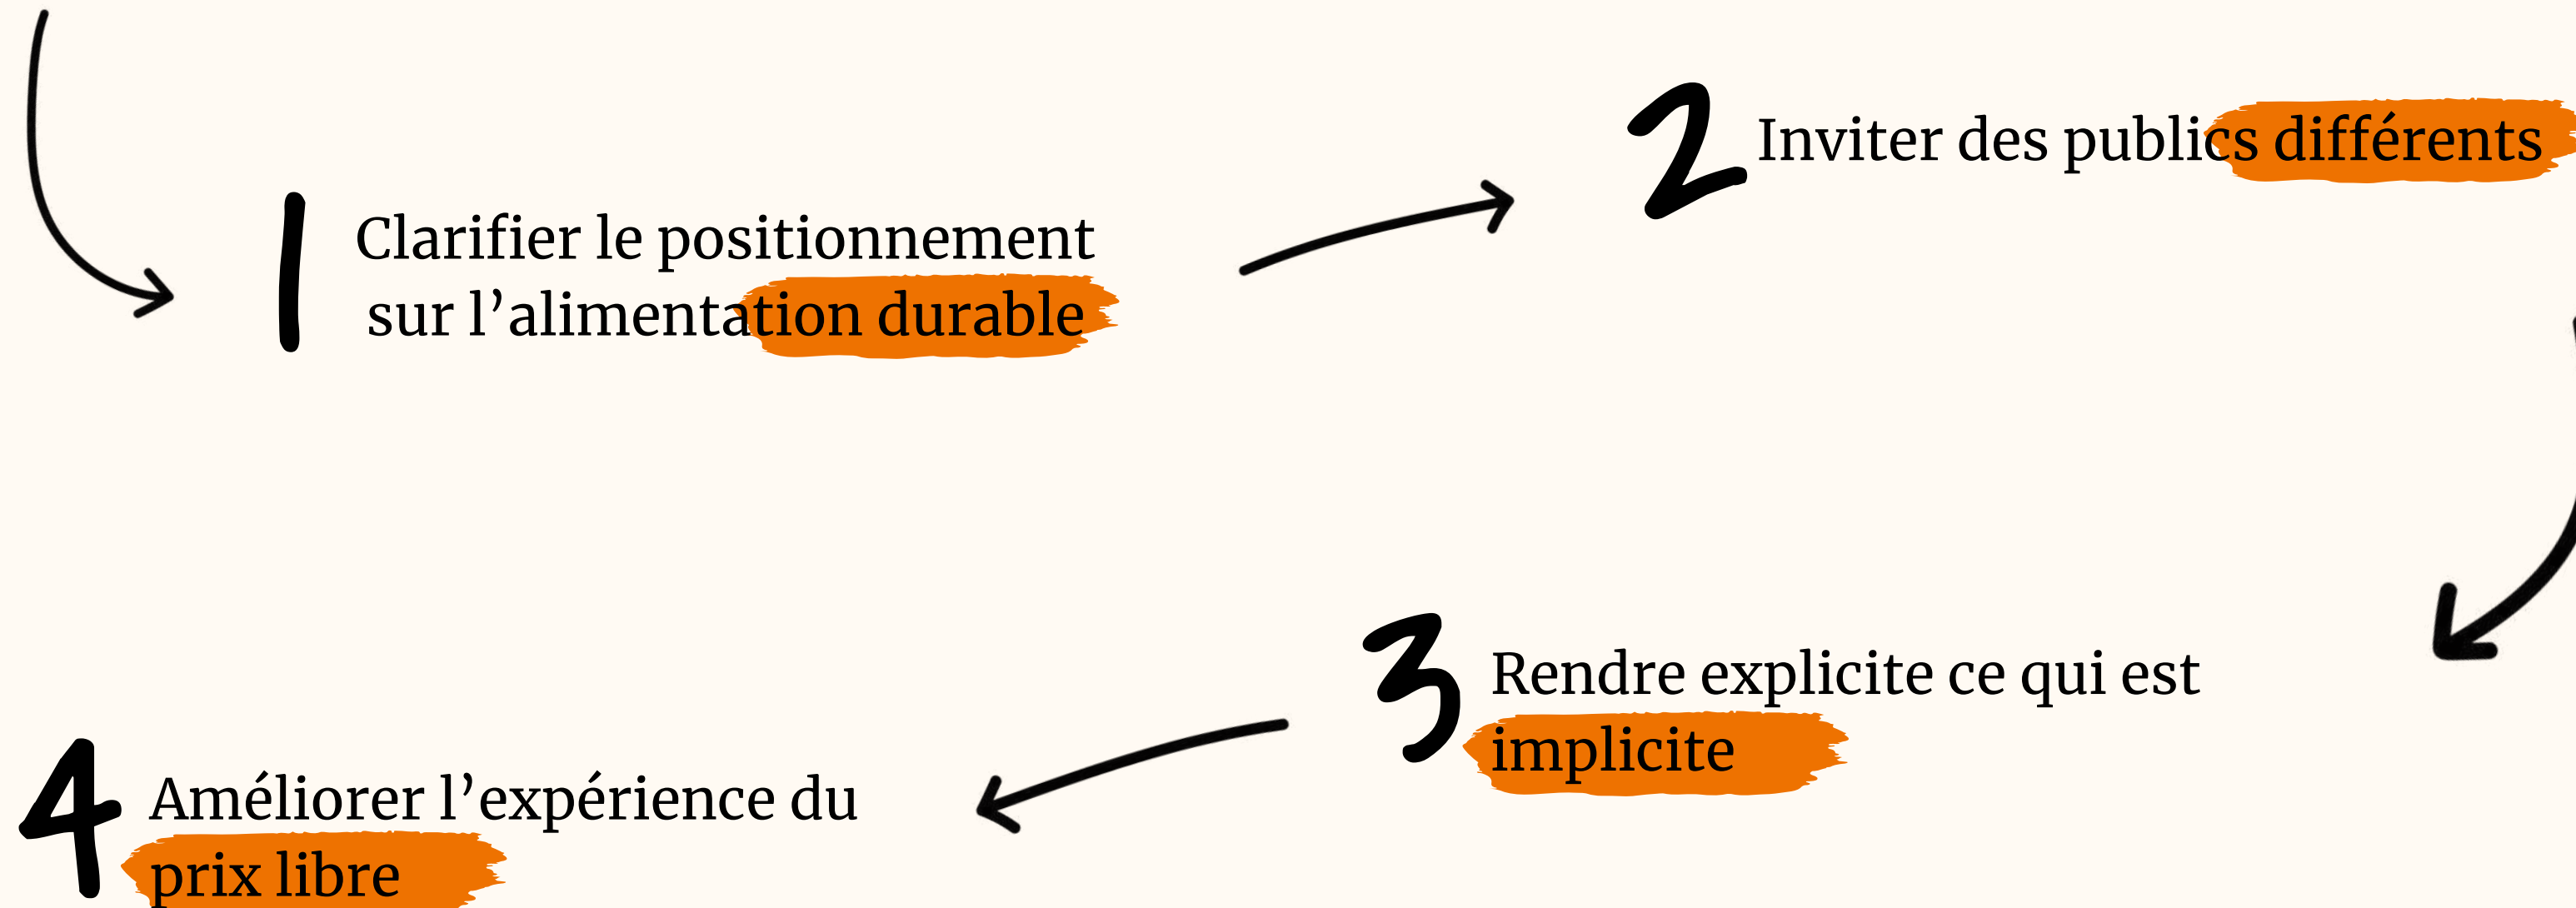 1
Clarifier le positionnement
sur l’alimentation durable
2
Inviter des publics différents
3
Rendre explicite ce qui est
implicite
4
Améliorer l’expérience du
prix libre